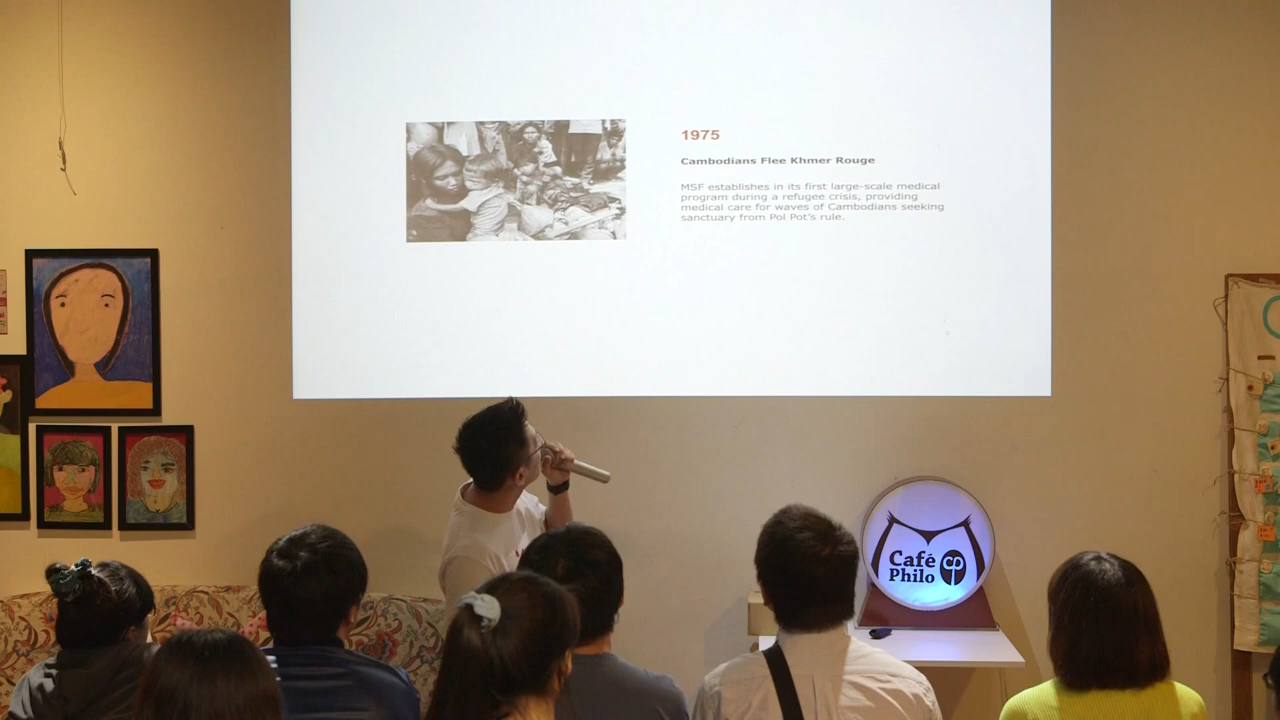 1975
Cambodians Flee Khmer Rouge
MSF establishes in its first large-scale medical
program during a refugee crisis, providing
medical care for waves of Cambodians seeking
sanctuary from Pol Pot's rule.
Café
Philo